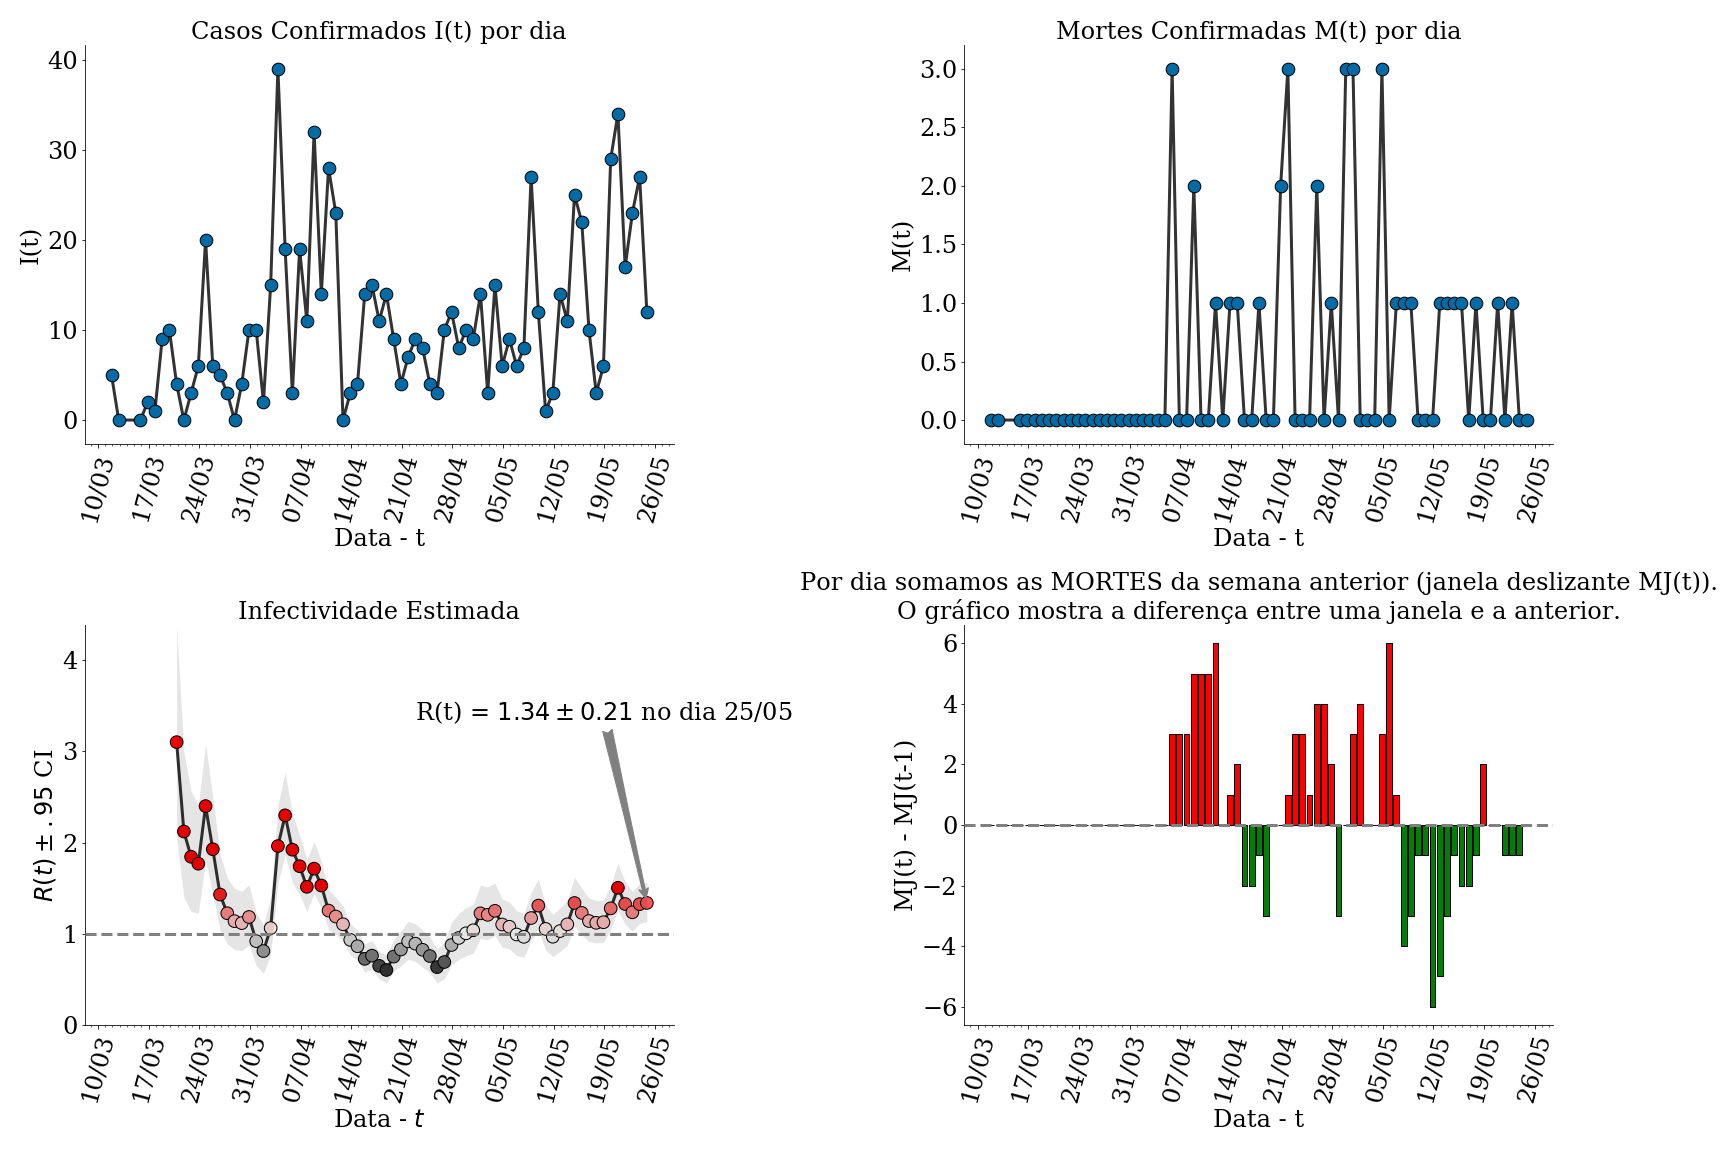 Casos Confirmados I(t) por dia
I(t)
40
30
20
10
0
10/03 17/03 24/03 31/03 07/04 14/04 21/04 28/04 05/05 12/05 19/05 26/05
Data - t
Mortes Confirmadas M(t) por dia
M(t)
3.0
2.5
2.0
1.5
1.0
0.5
0.0
10/03 17/03 24/03 31/03 07/04 14/04 21/04 28/04 05/05 12/05 19/05 26/05
Data - t
Infectividade Estimada
R(t) ± .95 CI
4
3
2
1
0
R(t) = 1.34 ± 0.21 no dia 25/05
10/03 17/03 24/03 31/03 07/04 14/04 21/04 28/04 05/05 12/05 19/05 26/05
Data - t
Por dia somamos as MORTES da semana anterior (janela deslizante MJ(t)).
O gráfico mostra a diferença entre uma janela e a anterior.
MJ(t) - MJ(t-1)
6
4
2
0
−2
−4
−6
10/03 17/03 24/03 31/03 07/04 14/04 21/04 28/04 05/05 12/05 19/05 26/05
Data - t